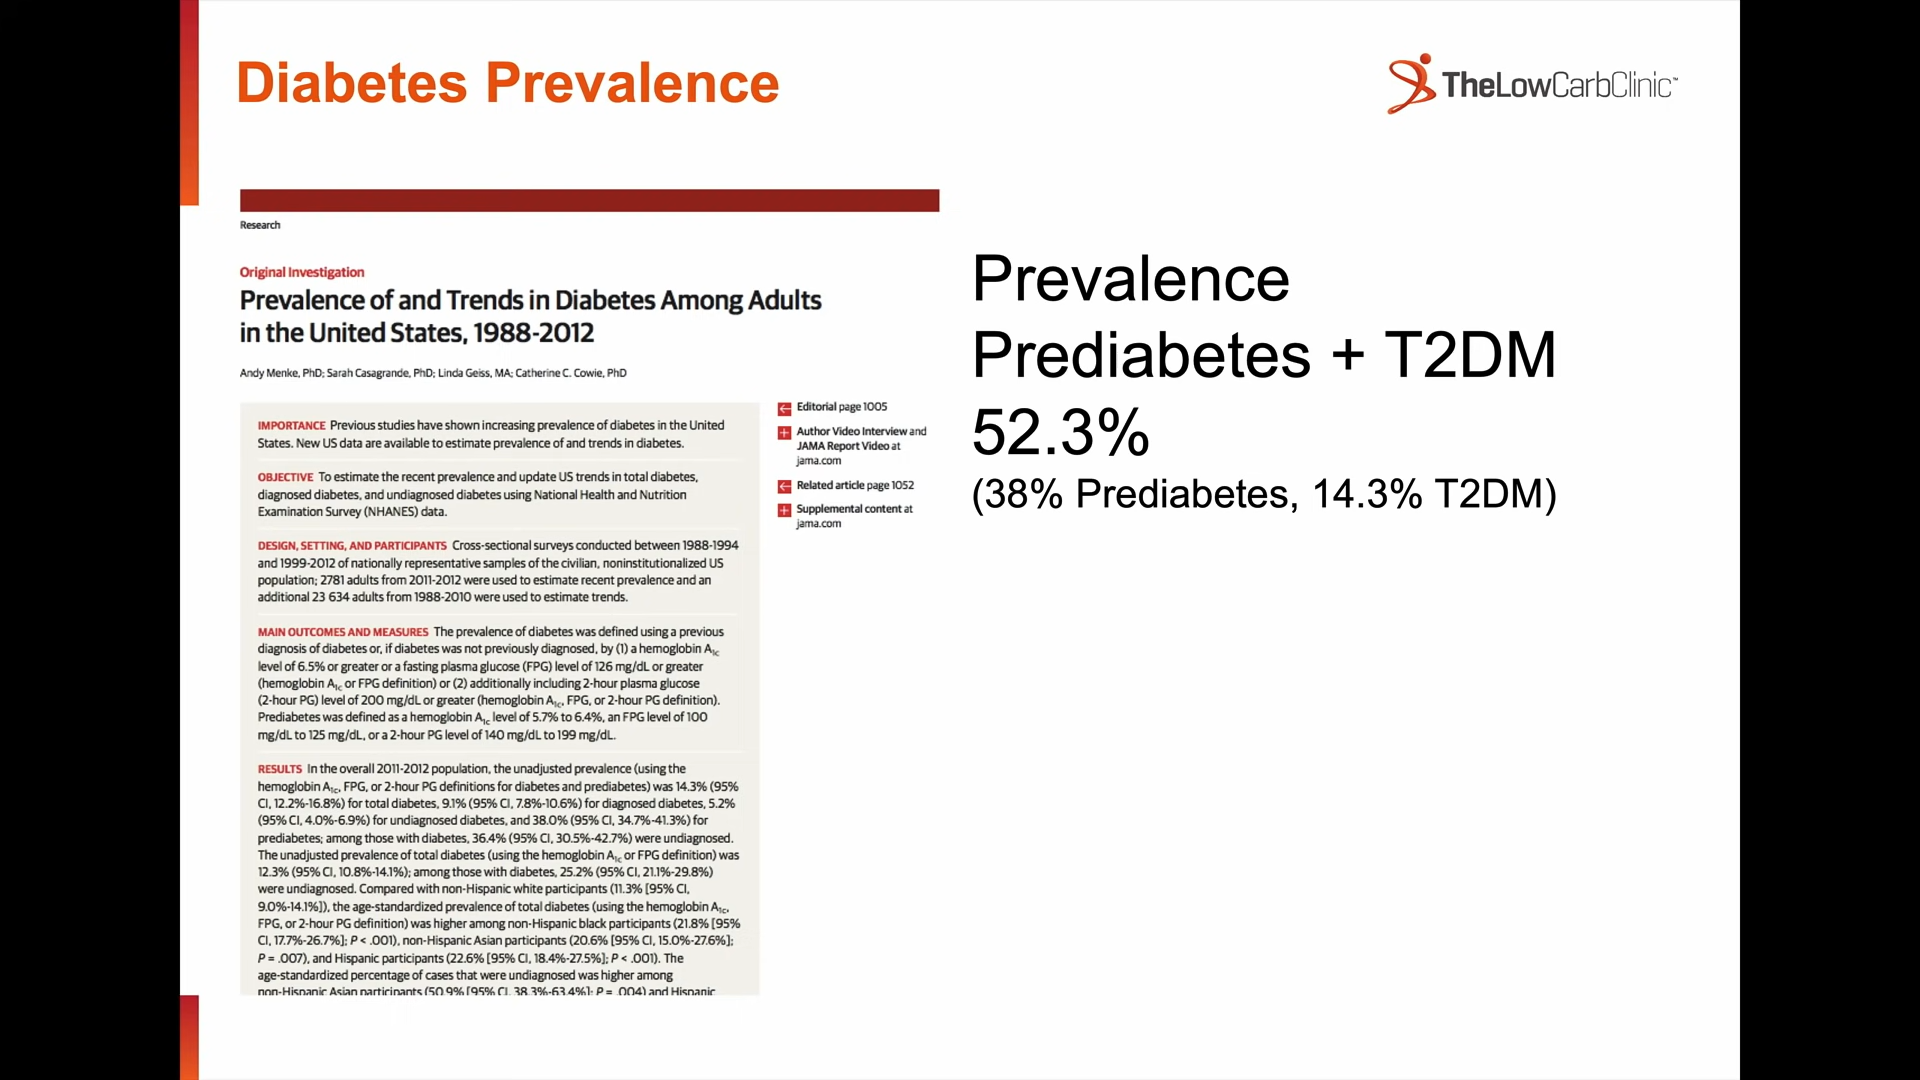 Diabetes Prevalence
TheLowCarbClinic™
Research
Original Investigation
Prevalence of and Trends in Diabetes Among Adults
in the United States, 1988-2012
Andy Menke, PhD; Sarah Casagrande, PhD; Linda Geiss, MA; Catherine C. Cowie, PhD
IMPORTANCE Previous studies have shown increasing prevalence of diabetes in the United
States. New US data are available to estimate prevalence of and trends in diabetes.
OBJECTIVE To estimate the recent prevalence and update US trends in total diabetes,
diagnosed diabetes, and undiagnosed diabetes using National Health and Nutrition
Examination Survey (NHANES) data.
DESIGN, SETTING, AND PARTICIPANTS Cross-sectional surveys conducted between 1988-1994
and 1999-2012 of nationally representative samples of the civilian, noninstitutionalized US
population; 2781 adults from 2011-2012 were used to estimate recent prevalence and an
additional 23 634 adults from 1988-2010 were used to estimate trends.
MAIN OUTCOMES AND MEASURES The prevalence of diabetes was defined using a previous
diagnosis of diabetes or, if diabetes was not previously diagnosed, by (1) a hemoglobin A1c
level of 6.5% or greater or a fasting plasma glucose (FPG) level of 126 mg/dL or greater
(hemoglobin A1c or FPG definition) or (2) additionally including 2-hour plasma glucose
(2-hour PG) level of 200 mg/dL or greater (hemoglobin A1c, FPG, or 2-hour PG definition).
Prediabetes was defined as a hemoglobin A1c level of 5.7% to 6.4%, an FPG level of 100
mg/dL to 125 mg/dL, or a 2-hour PG level of 140 mg/dL to 199 mg/dL.
RESULTS In the overall 2011-2012 population, the unadjusted prevalence (using the
hemoglobin A1c, FPG, or 2-hour PG definitions for diabetes and prediabetes) was 14.3% (95%
CI, 12.2%-16.8%) for total diabetes, 9.1% (95% CI, 7.8%-10.6%) for diagnosed diabetes, 5.2%
(95% CI, 4.0%-6.9%) for undiagnosed diabetes, and 38.0% (95% CI, 34.7%-41.3%) for
prediabetes; among those with diabetes, 36.4% (95% CI, 30.5%-42.7%) were undiagnosed.
The unadjusted prevalence of total diabetes (using the hemoglobin A1c or FPG definition) was
12.3% (95% CI, 10.8%-14.1%); among those with diabetes, 25.2% (95% CI, 21.1%-29.8%)
were undiagnosed. Compared with non-Hispanic white participants (11.3% [95% CI,
9.0%-14.1%]), the age-standardized prevalence of total diabetes (using the hemoglobin A1c,
FPG, or 2-hour PG definition) was higher among non-Hispanic black participants (21.8% [95%
CI, 17.7%-26.7%]; P < .001), non-Hispanic Asian participants (20.6% [95% CI, 15.0%-27.6%];
P = .007), and Hispanic participants (22.6% [95% CI, 18.4%-27.5%]; P < .001). The
age-standardized percentage of cases that were undiagnosed was higher among
non-Hispanic Asian participants (50.9% [95% CI, 38.3%-63.4%]; P = .004) and Hispanic
Editorial page 1005
Author Video Interview and
JAMA Report Video at
jama.com
Related article page 1052
Supplemental content at
jama.com
Prevalence
Prediabetes + T2DM
52.3%
(38% Prediabetes, 14.3% T2DM)